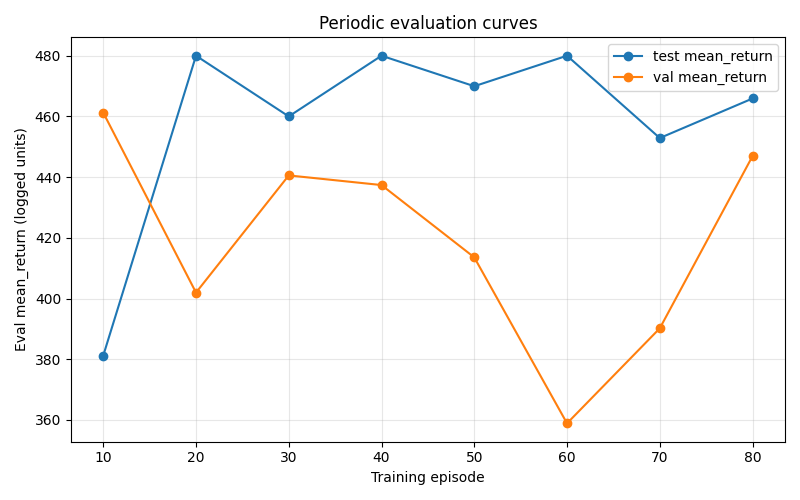 Periodic evaluation curves
test mean_return
val mean_return
Eval mean_return (logged units)
480
460
440
420
400
380
360
10 20 30 40 50 60 70 80
Training episode